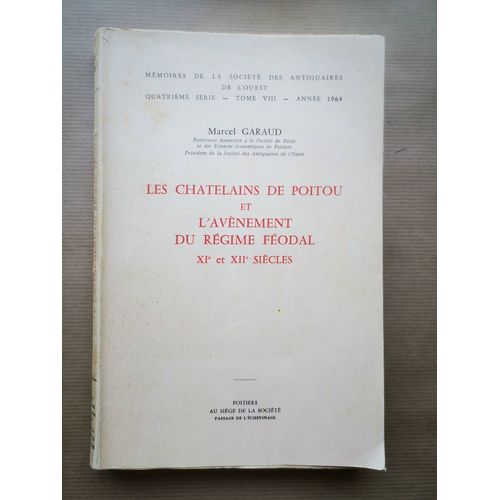 MÉMOIRES DE LA SOCIÉTÉ DES ANTIQUAIRES
DE L'OUEST
QUATRIÈME SÉRIE — TOME VIII — ANNÉE 1964
Marcel GARAUD
Professeur honoraire à la Faculté de Droit
et des Sciences économiques de Poitiers
Président de la Société des Antiquaires de l'Ouest
LES CHATELAINS DE POITOU
ET
L'AVÈNEMENT
DU RÉGIME FÉODAL
XIe et XIIe SIÈCLES
POITIERS
AU SIÈGE DE LA SOCIÉTÉ
PASSAGE DE L'ÉCHEVINAGE